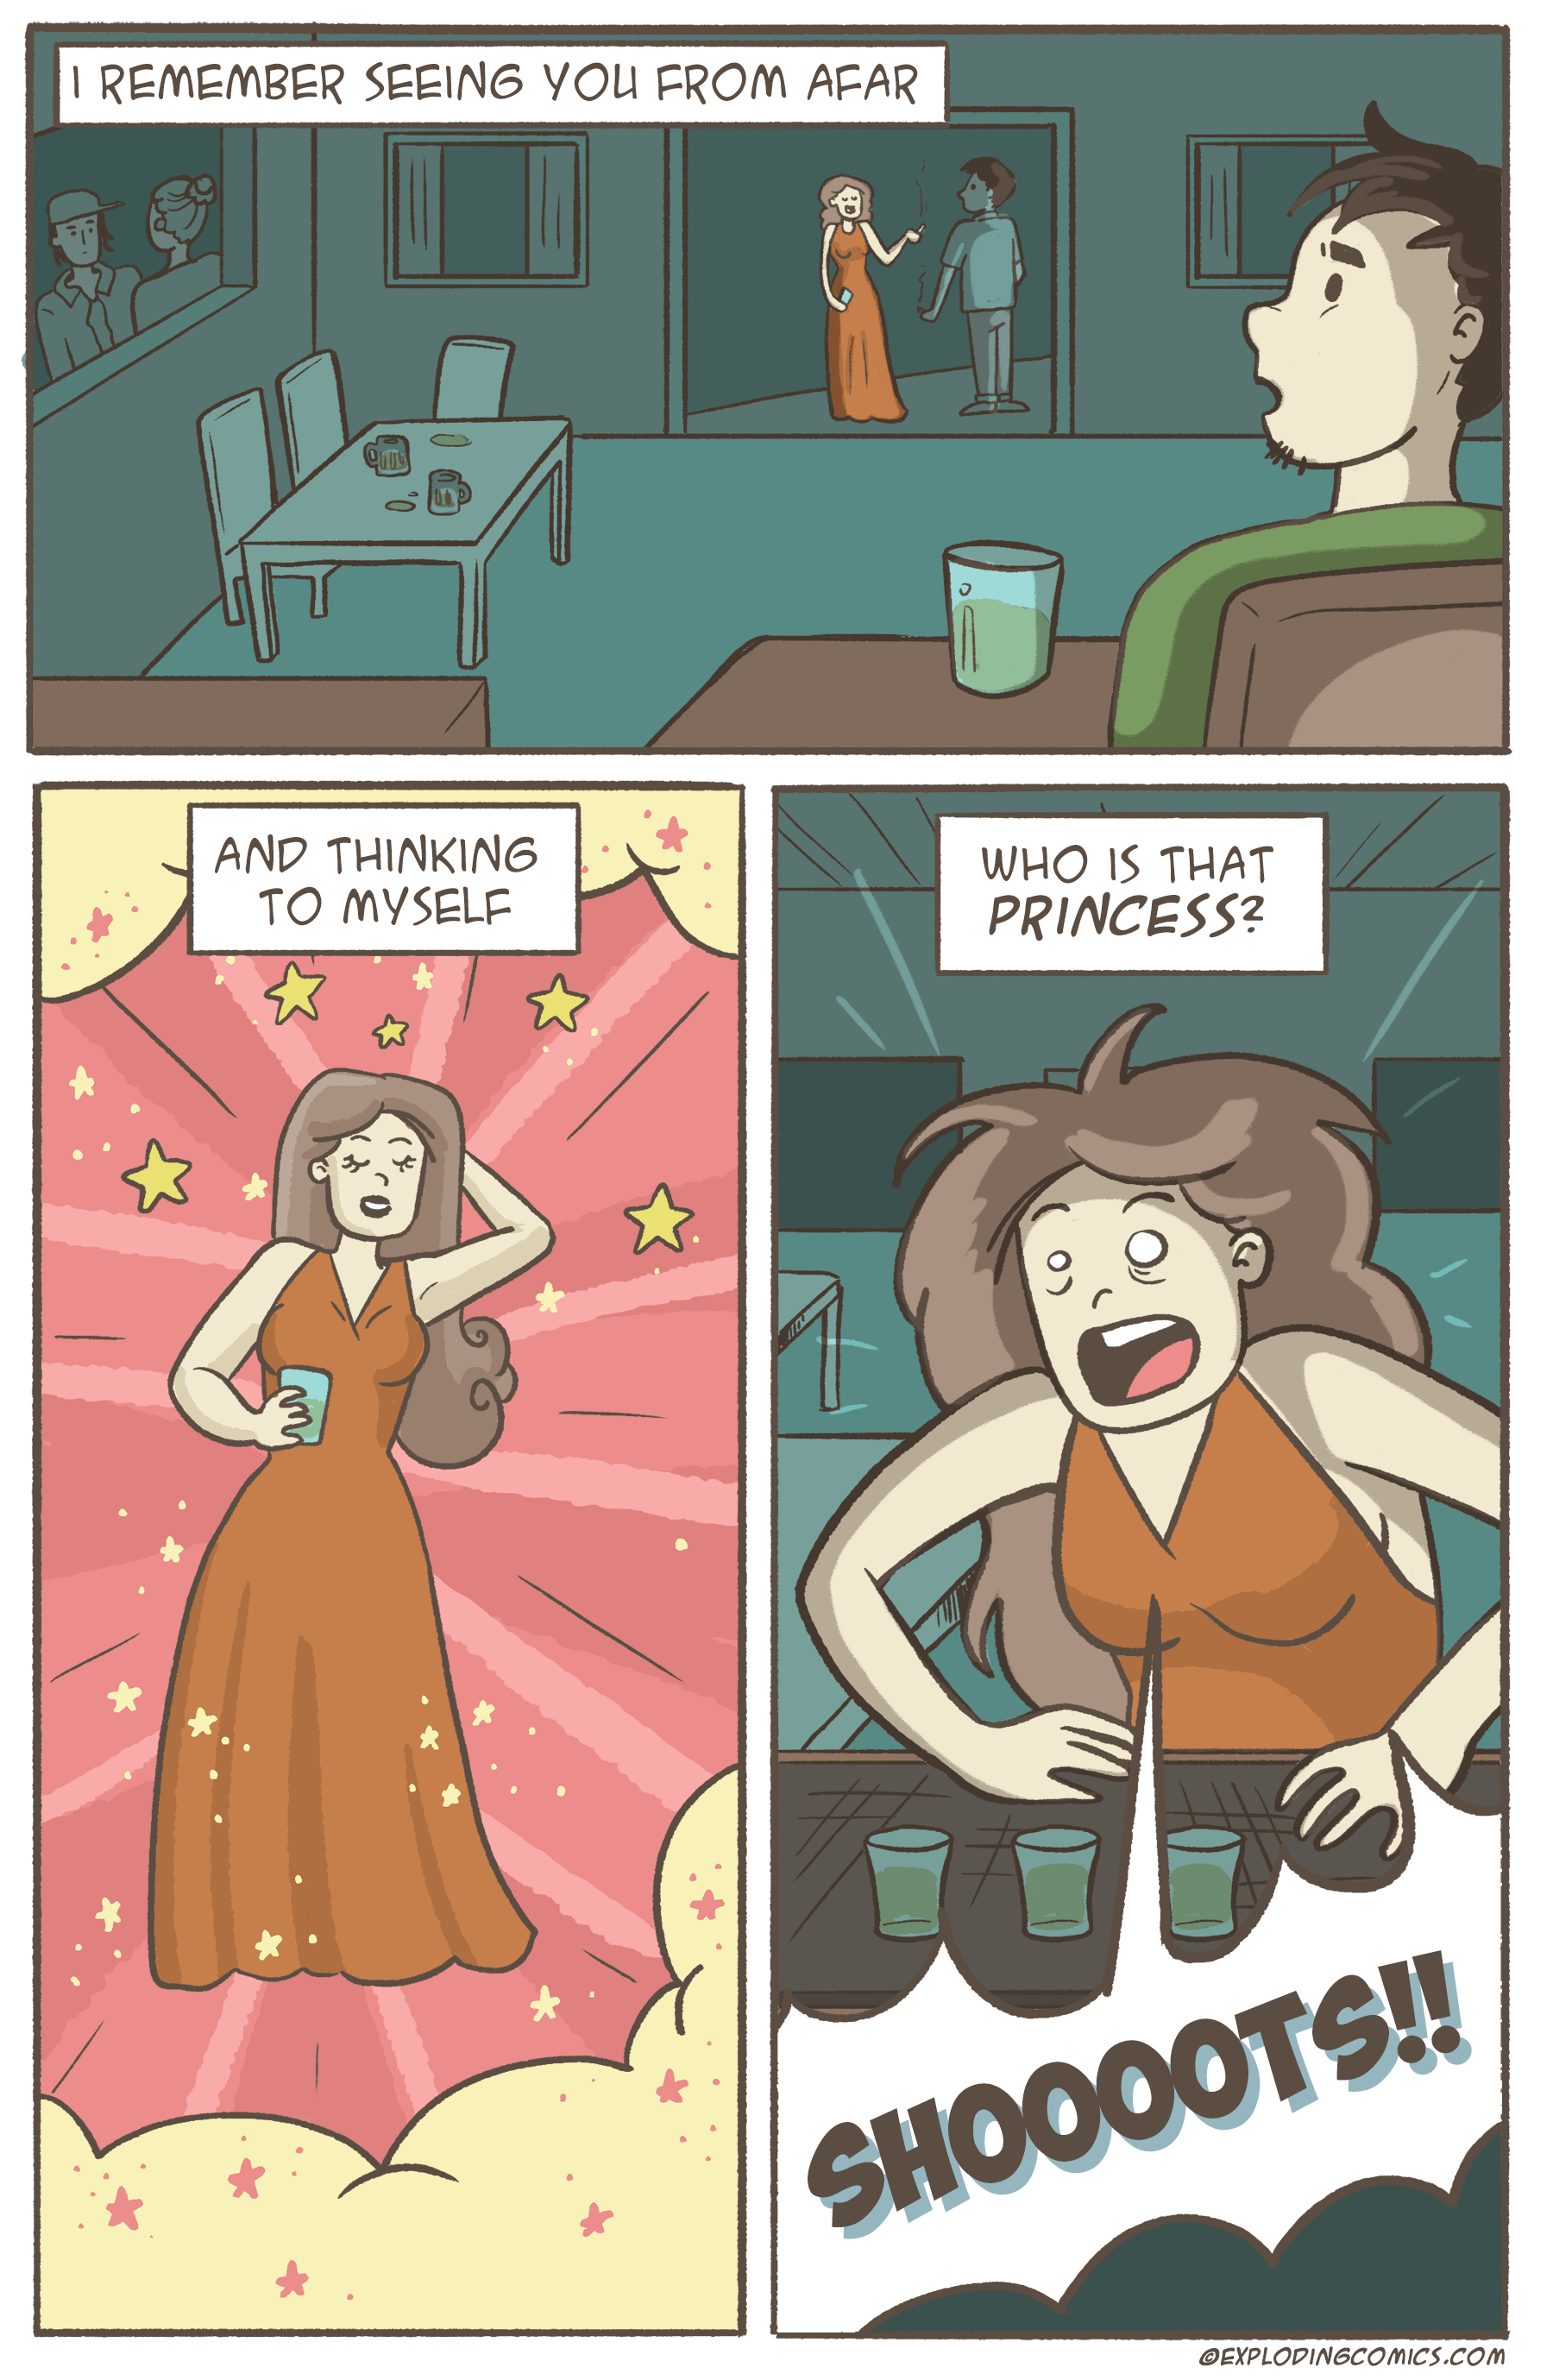 I REMEMBER SEEING YOU FROM AFAR
AND THINKING
TO MYSELF
WHO IS THAT
PRINCESS?
SHOOOOTS!!
©EXPLODINGCOMICS.COM